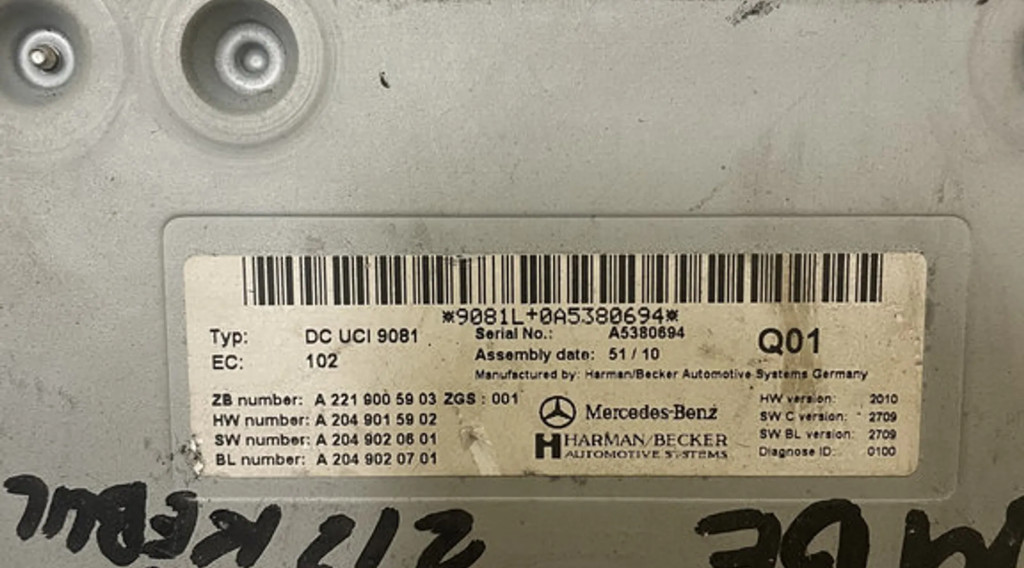 *9081L+0A5380694*
Typ: DC UCI 9081
EC: 102
Serial No.: A5380694
Assembly date: 51 / 10
Q01
Manufactured by: Harman/Becker Automotive Systems Germany
ZB number: A 221 900 59 03 ZGS : 001
HW number: A 204 901 59 02
SW number: A 204 902 06 01
BL number: A 204 902 07 01
Mercedes-Benz
HARMAN/BECKER
AUTOMOTIVE SYSTEMS
HW version: 2010
SW C version: 2709
SW BL version: 2709
Diagnose ID: 0100